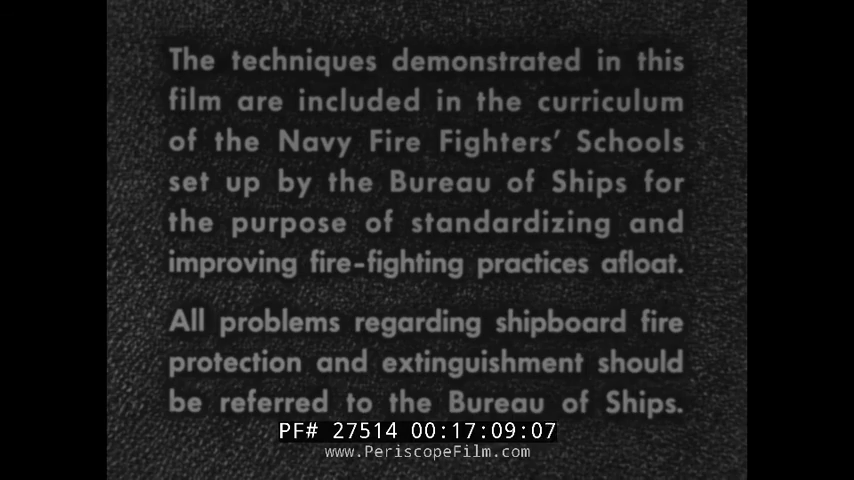 The techniques demonstrated in this
film are included in the curriculum
of the Navy Fire Fighters' Schools
set up by the Bureau of Ships for
the purpose of standardizing and
improving fire-fighting practices afloat.
All problems regarding shipboard fire
protection and extinguishment should
be referred to the Bureau of Ships.
PF# 27514 00:17:09:07
www.PeriscopeFilm.com